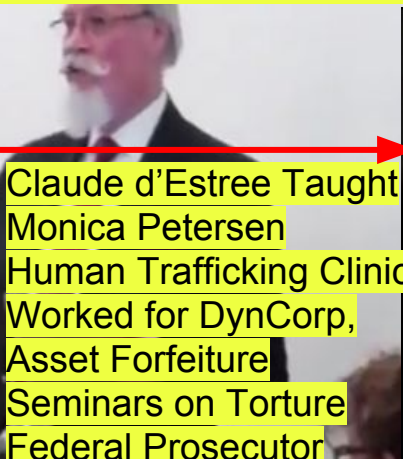 Claude d'Estree Taught
Monica Petersen
Human Trafficking Clinic
Worked for DynCorp,
Asset Forfeiture
Seminars on Torture
Federal Prosecutor